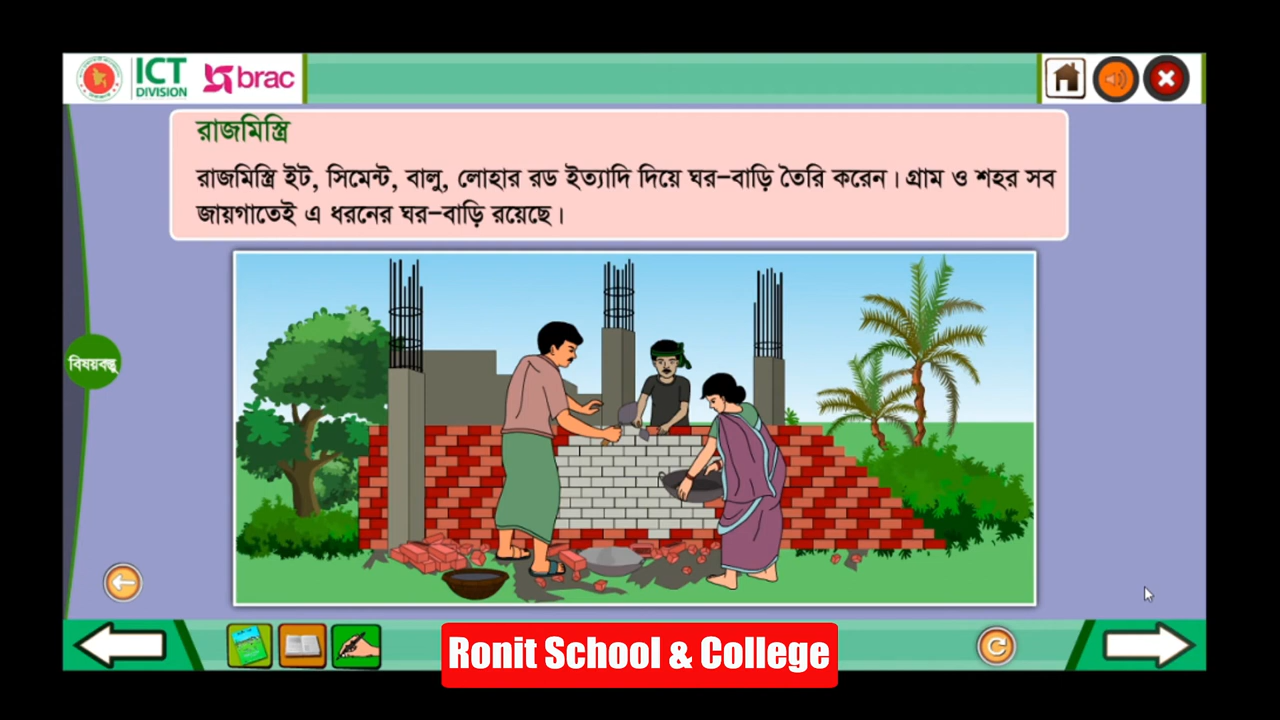 ICT
DIVISION
brac
রাজমিস্ত্রি
রাজমিস্ত্রি ইট, সিমেন্ট, বালু, লোহার রড ইত্যাদি দিয়ে ঘর-বাড়ি তৈরি করেন। গ্রাম ও শহর সব
জায়গাতেই এ ধরনের ঘর-বাড়ি রয়েছে।
বিষয়বস্তু
Ronit School & College